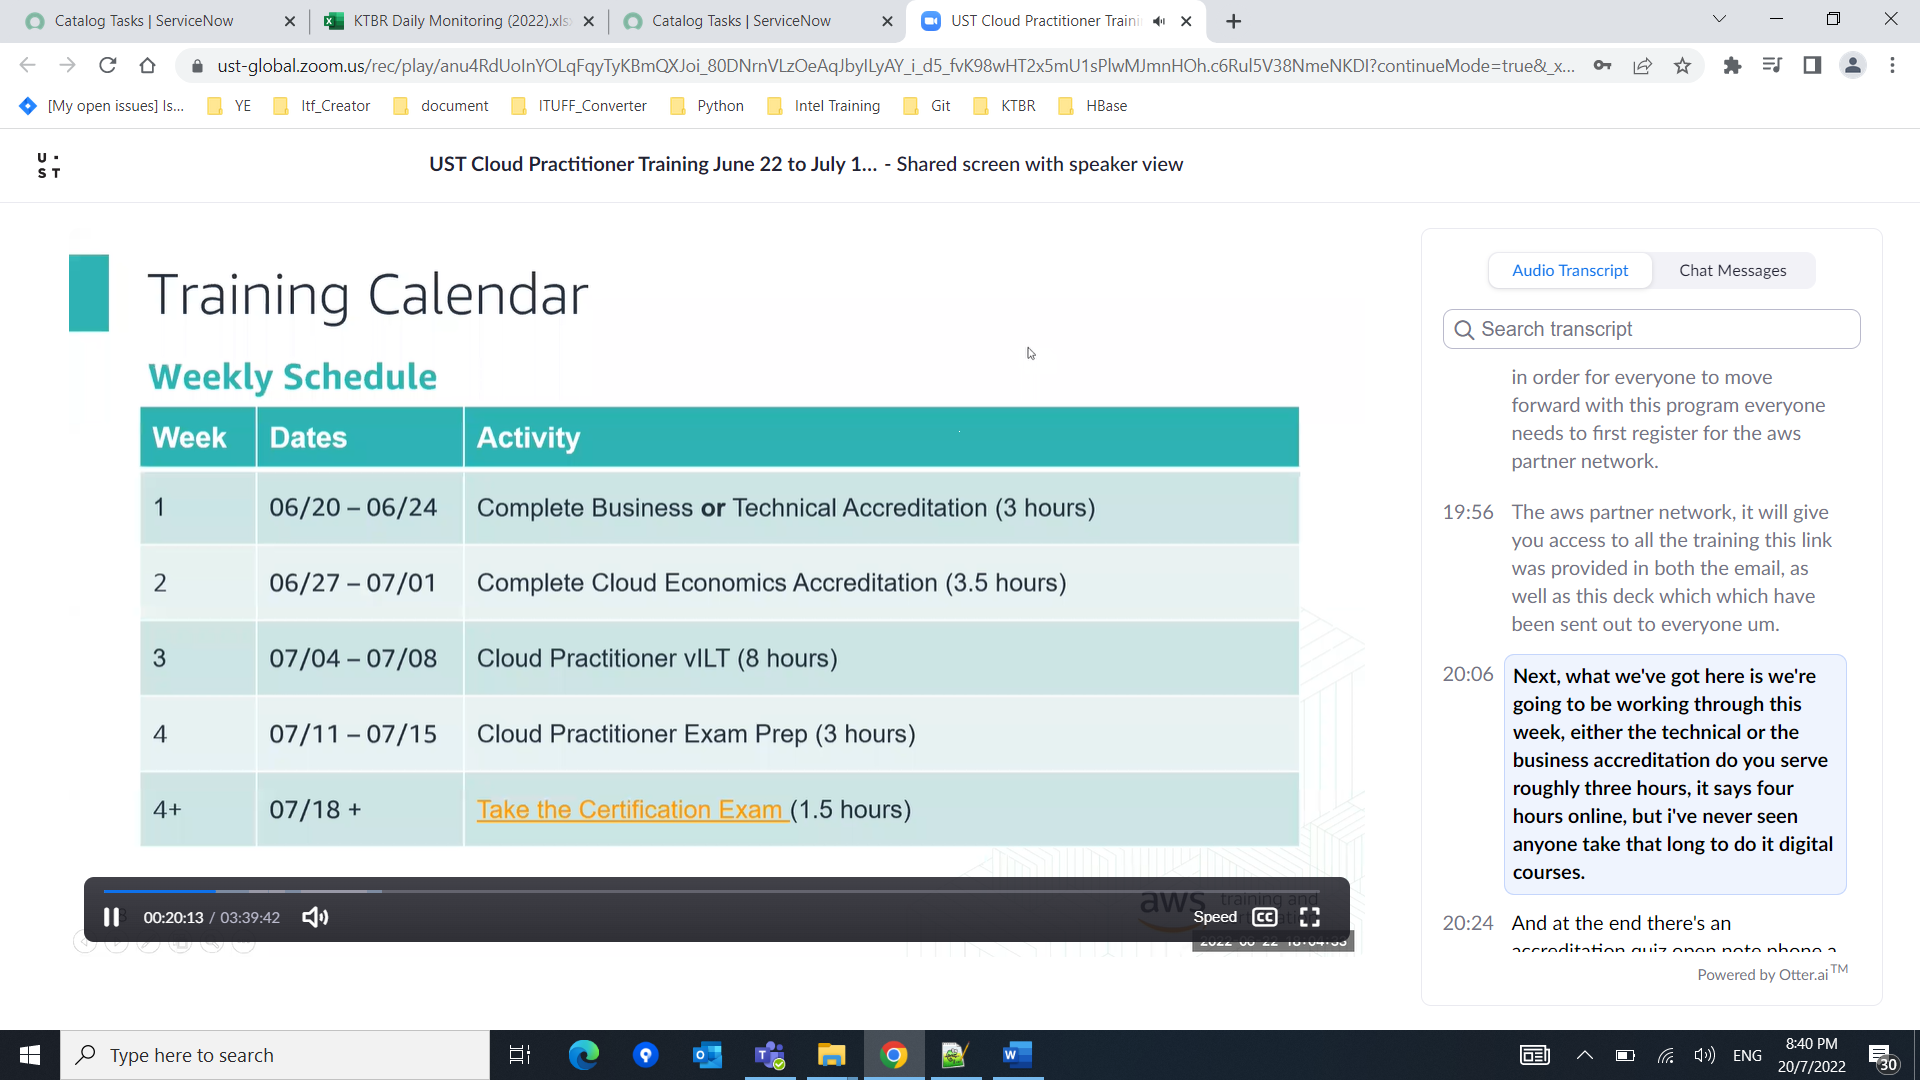 Catalog Tasks | ServiceNow
KTBR Daily Monitoring (2022).xls
Catalog Tasks | ServiceNow
UST Cloud Practitioner Traini
ust-global.zoom.us/rec/play/anu4RdUoInYOLqFqyTyKBmQXJoi_80DNrnVLzOeAqJbyILyAY_i_d5_fvK98wHT2x5mU1sPlwMJmnHOh.c6Rul5V38NmeNKDI?continueMode=true&_x...
[My open issues] Is...
YE
Itf_Creator
document
ITUFF_Converter
Python
Intel Training
Git
KTBR
HBase
U
ST
UST Cloud Practitioner Training June 22 to July 1... - Shared screen with speaker view
Training Calendar
Weekly Schedule
Week Dates Activity
1 06/20 – 06/24 Complete Business or Technical Accreditation (3 hours)
2 06/27 – 07/01 Complete Cloud Economics Accreditation (3.5 hours)
3 07/04 – 07/08 Cloud Practitioner vILT (8 hours)
4 07/11 – 07/15 Cloud Practitioner Exam Prep (3 hours)
4+ 07/18 + Take the Certification Exam (1.5 hours)
aws training and
00:20:13 / 03:39:42
Speed
CC
Audio Transcript
Chat Messages
Search transcript
in order for everyone to move
forward with this program everyone
needs to first register for the aws
partner network.
19:56 The aws partner network, it will give
you access to all the training this link
was provided in both the email, as
well as this deck which which have
been sent out to everyone um.
20:06 Next, what we've got here is we're
going to be working through this
week, either the technical or the
business accreditation do you serve
roughly three hours, it says four
hours online, but i've never seen
anyone take that long to do it digital
courses.
20:24 And at the end there's an
accreditation quiz open note phone a
Powered by Otter.ai TM
Type here to search
ENG
8:40 PM
20/7/2022
30